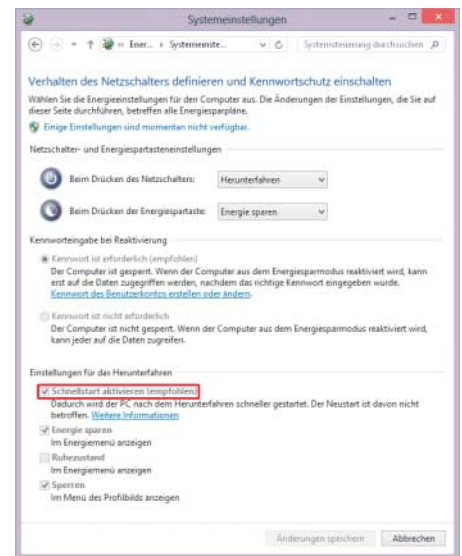 Systemeinstellungen
« Ener... › Systemeinste...
Systemsteuerung durchsuchen
Verhalten des Netzschalters definieren und Kennwortschutz einschalten
Wählen Sie die Energieeinstellungen für den Computer aus. Die Änderungen der Einstellungen, die Sie auf
dieser Seite durchführen, betreffen alle Energiesparpläne.
Einige Einstellungen sind momentan nicht verfügbar.
Netzschalter- und Energiespartasteneinstellungen
Beim Drücken des Netzschalters: Herunterfahren
Beim Drücken der Energiespartaste: Energie sparen
Kennworteingabe bei Reaktivierung
Kennwort ist erforderlich (empfohlen)
Der Computer ist gesperrt. Wenn der Computer aus dem Energiesparmodus reaktiviert wird, kann
erst auf die Daten zugegriffen werden, nachdem das richtige Kennwort eingegeben wurde.
Kennwort des Benutzerkontos erstellen oder ändern.
Kennwort ist nicht erforderlich
Der Computer ist nicht gesperrt. Wenn der Computer aus dem Energiesparmodus reaktiviert wird,
kann jeder auf die Daten zugreifen.
Einstellungen für das Herunterfahren
Schnellstart aktivieren (empfohlen)
Dadurch wird der PC nach dem Herunterfahren schneller gestartet. Der Neustart ist davon nicht
betroffen. Weitere Informationen
Energie sparen
Im Energiemenü anzeigen
Ruhezustand
Im Energiemenü anzeigen
Sperren
Im Menü des Profilbilds anzeigen
Änderungen speichern Abbrechen